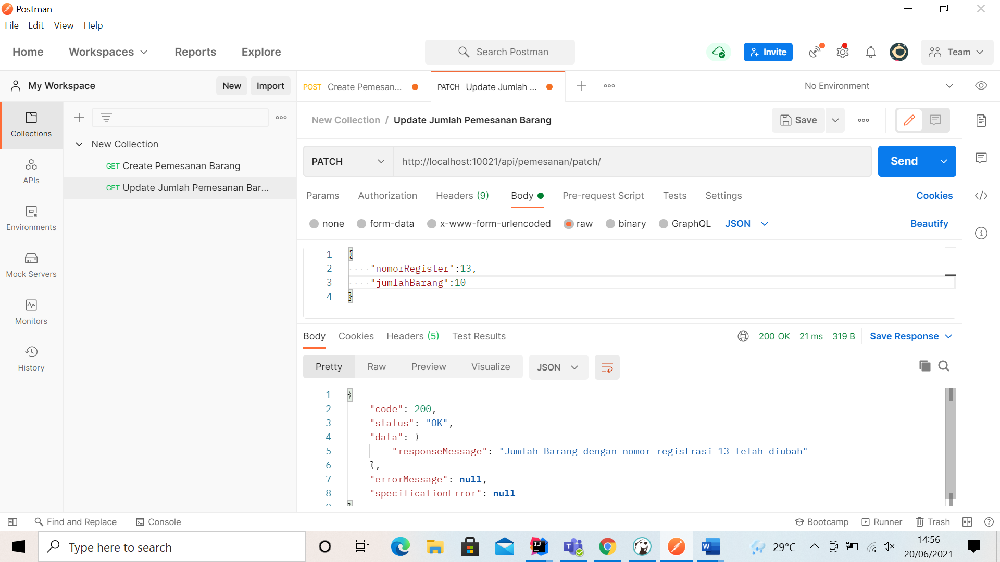 Postman
File Edit View Help
Home Workspaces Reports Explore Search Postman Invite Team
My Workspace New Import POST Create Pemesan... PATCH Update Jumlah ... No Environment
Collections
APIs
Environments
Mock Servers
Monitors
History
New Collection
GET Create Pemesanan Barang
GET Update Jumlah Pemesanan Bar...
New Collection / Update Jumlah Pemesanan Barang Save
PATCH http://localhost:10021/api/pemesanan/patch/ Send
Params Authorization Headers (9) Body Pre-request Script Tests Settings Cookies
none form-data x-www-form-urlencoded raw binary GraphQL JSON Beautify
1 {
2 "nomorRegister":13,
3 "jumlahBarang":10
4 }
Body Cookies Headers (5) Test Results 200 OK 21 ms 319 B Save Response
Pretty Raw Preview Visualize JSON
1 {
2 "code": 200,
3 "status": "OK",
4 "data": {
5 "responseMessage": "Jumlah Barang dengan nomor registrasi 13 telah diubah"
6 },
7 "errorMessage": null,
8 "specificationError": null
9 }
Find and Replace Console Bootcamp Runner Trash
Type here to search 29°C 14:56
20/06/2021